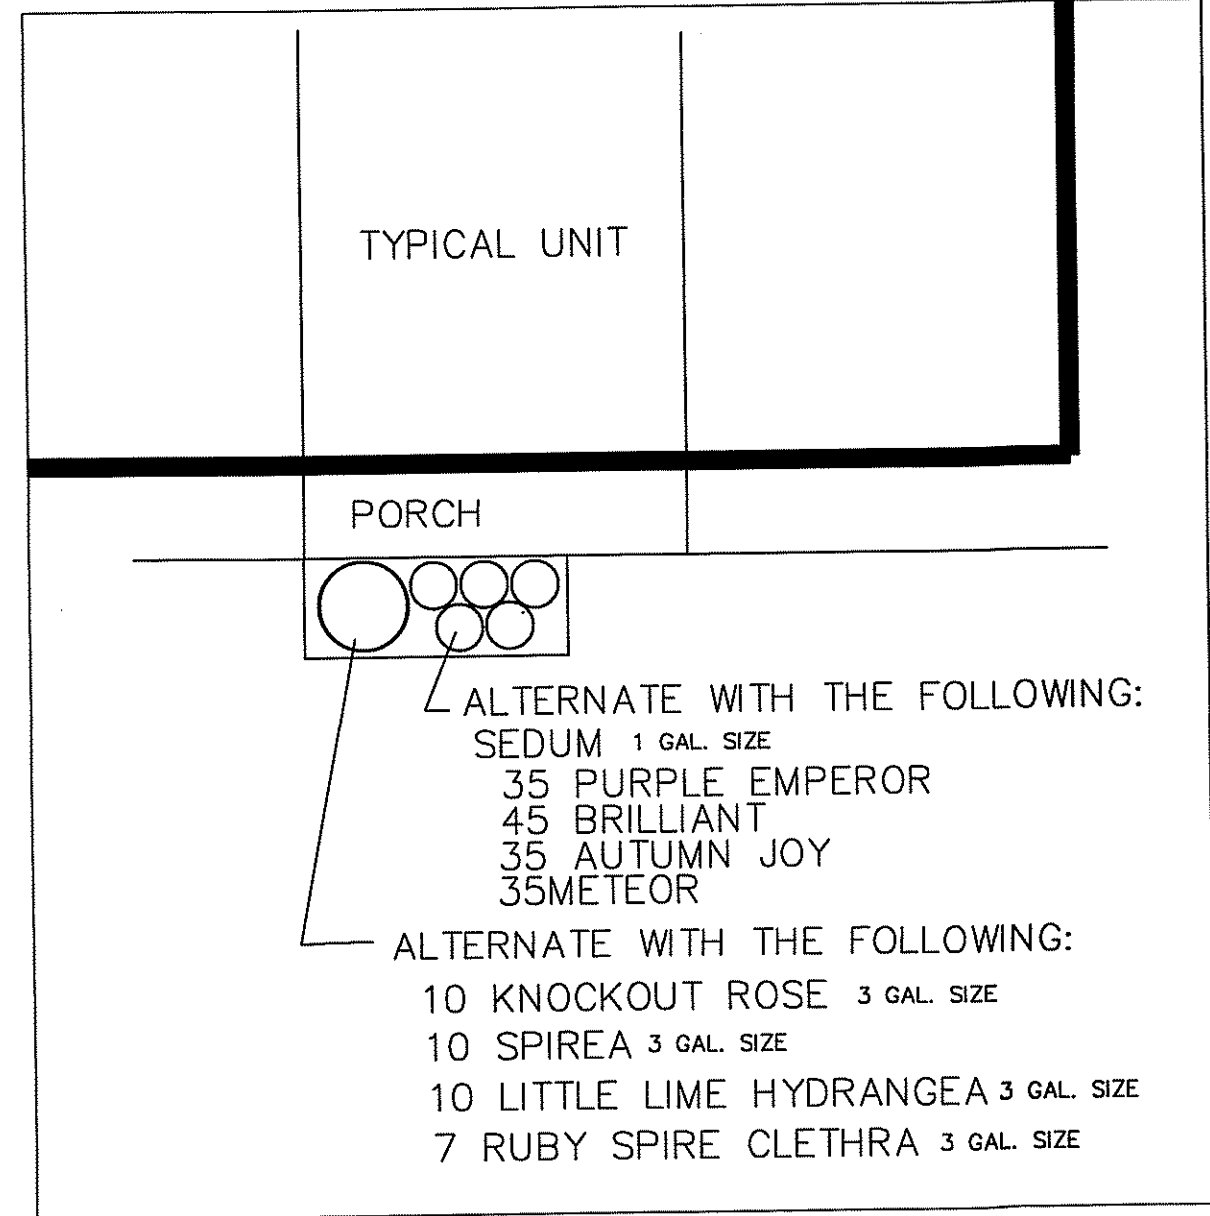 TYPICAL UNIT
PORCH
ALTERNATE WITH THE FOLLOWING:
SEDUM 1 GAL. SIZE
35 PURPLE EMPEROR
45 BRILLIANT
35 AUTUMN JOY
35METEOR
ALTERNATE WITH THE FOLLOWING:
10 KNOCKOUT ROSE 3 GAL. SIZE
10 SPIREA 3 GAL. SIZE
10 LITTLE LIME HYDRANGEA 3 GAL. SIZE
7 RUBY SPIRE CLETHRA 3 GAL. SIZE